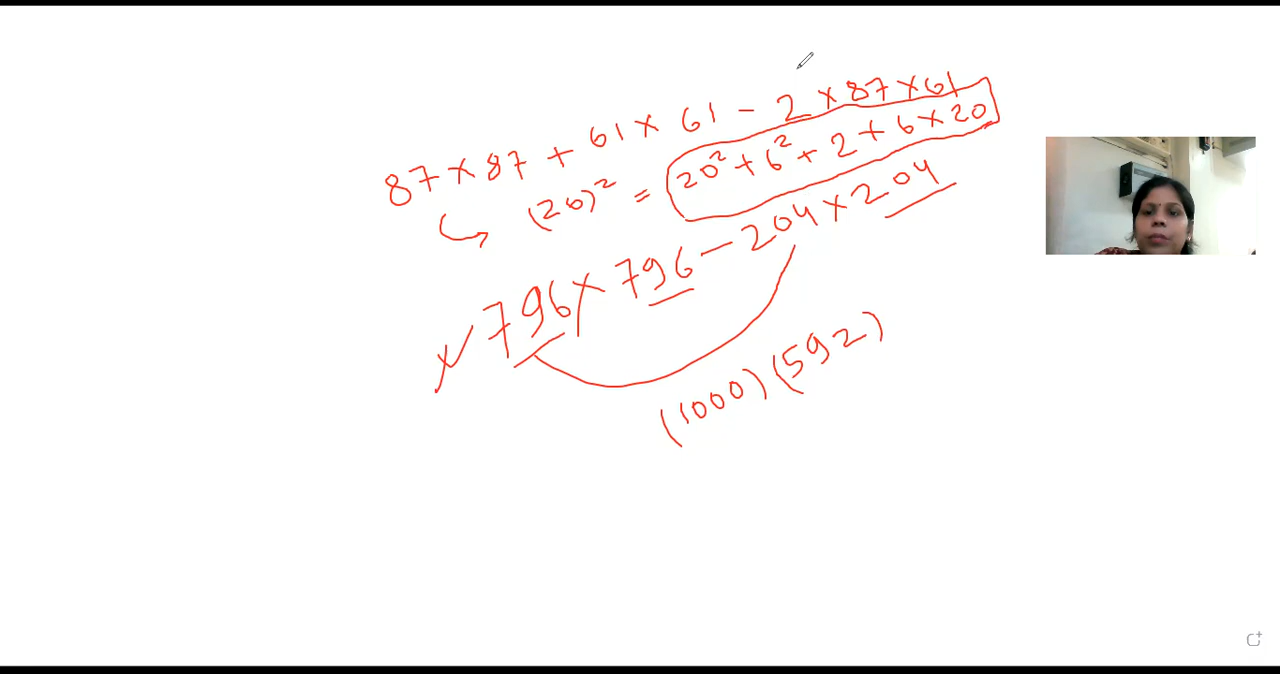 87 × 87 + 61 × 61 - 2 × 87 × 61
(26)² = 20² + 6² + 2 × 6 × 20
796 × 796 - 204 × 204
(1000) (592)